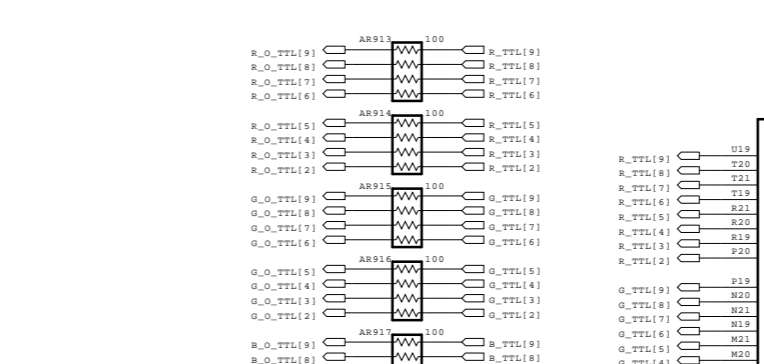 AR913 100
R_O_TTL[9] R_TTL[9]
R_O_TTL[8] R_TTL[8]
R_O_TTL[7] R_TTL[7]
R_O_TTL[6] R_TTL[6]
AR914 100
R_O_TTL[5] R_TTL[5]
R_O_TTL[4] R_TTL[4]
R_O_TTL[3] R_TTL[3]
R_O_TTL[2] R_TTL[2]
AR915 100
G_O_TTL[9] G_TTL[9]
G_O_TTL[8] G_TTL[8]
G_O_TTL[7] G_TTL[7]
G_O_TTL[6] G_TTL[6]
AR916 100
G_O_TTL[5] G_TTL[5]
G_O_TTL[4] G_TTL[4]
G_O_TTL[3] G_TTL[3]
G_O_TTL[2] G_TTL[2]
AR917 100
B_O_TTL[9] B_TTL[9]
B_O_TTL[8] B_TTL[8]
R_TTL[9] U19
R_TTL[8] T20
R_TTL[7] T21
R_TTL[6] T19
R_TTL[5] R21
R_TTL[4] R20
R_TTL[3] R19
R_TTL[2] P20
G_TTL[9] P19
G_TTL[8] N20
G_TTL[7] N21
G_TTL[6] N19
G_TTL[5] M21
G_TTL[4] M20